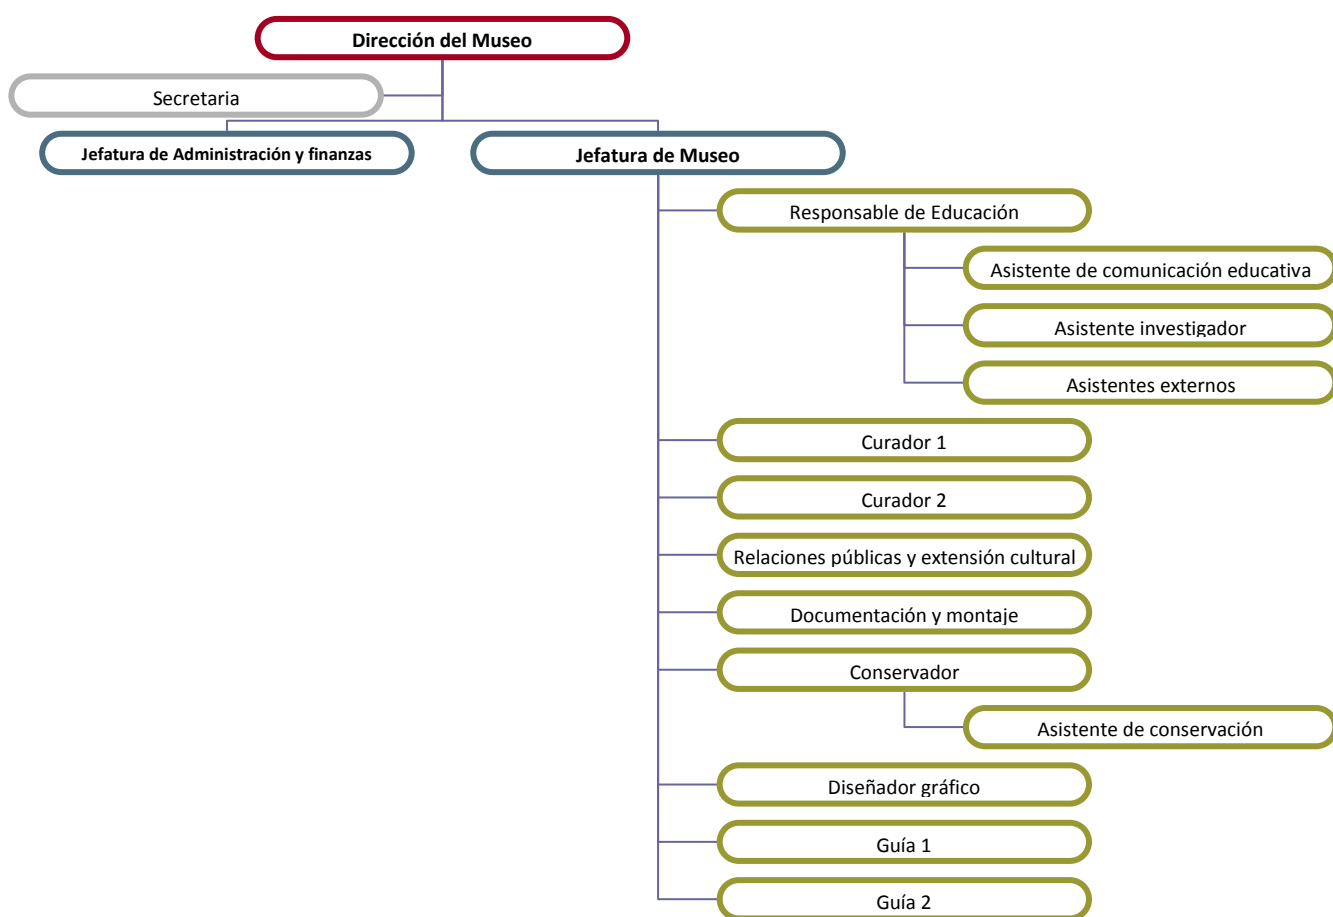 Dirección del Museo
Secretaria
Jefatura de Administración y finanzas
Jefatura de Museo
Responsable de Educación
Asistente de comunicación educativa
Asistente investigador
Asistentes externos
Curador 1
Curador 2
Relaciones públicas y extensión cultural
Documentación y montaje
Conservador
Asistente de conservación
Diseñador gráfico
Guía 1
Guía 2